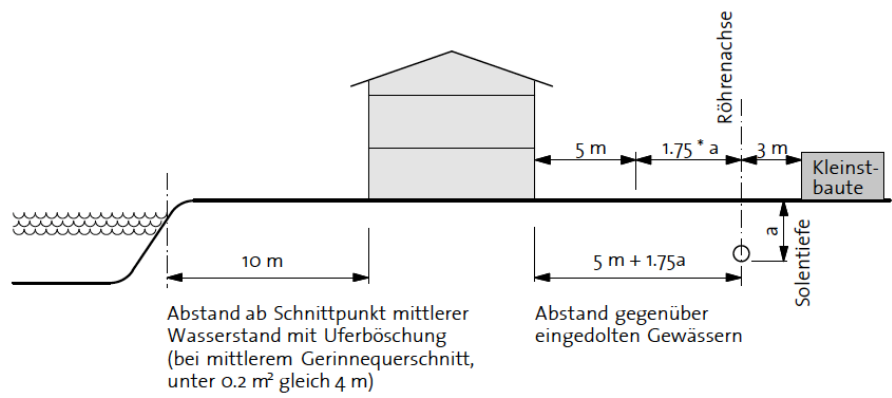 Röhrenachse
5 m
1.75 * a
3 m
Kleinst-
baute
10 m
5 m + 1.75a
a
Solentiefe
Abstand ab Schnittpunkt mittlerer
Wasserstand mit Uferböschung
(bei mittlerem Gerinnequerschnitt,
unter 0.2 m² gleich 4 m)
Abstand gegenüber
eingedolten Gewässern